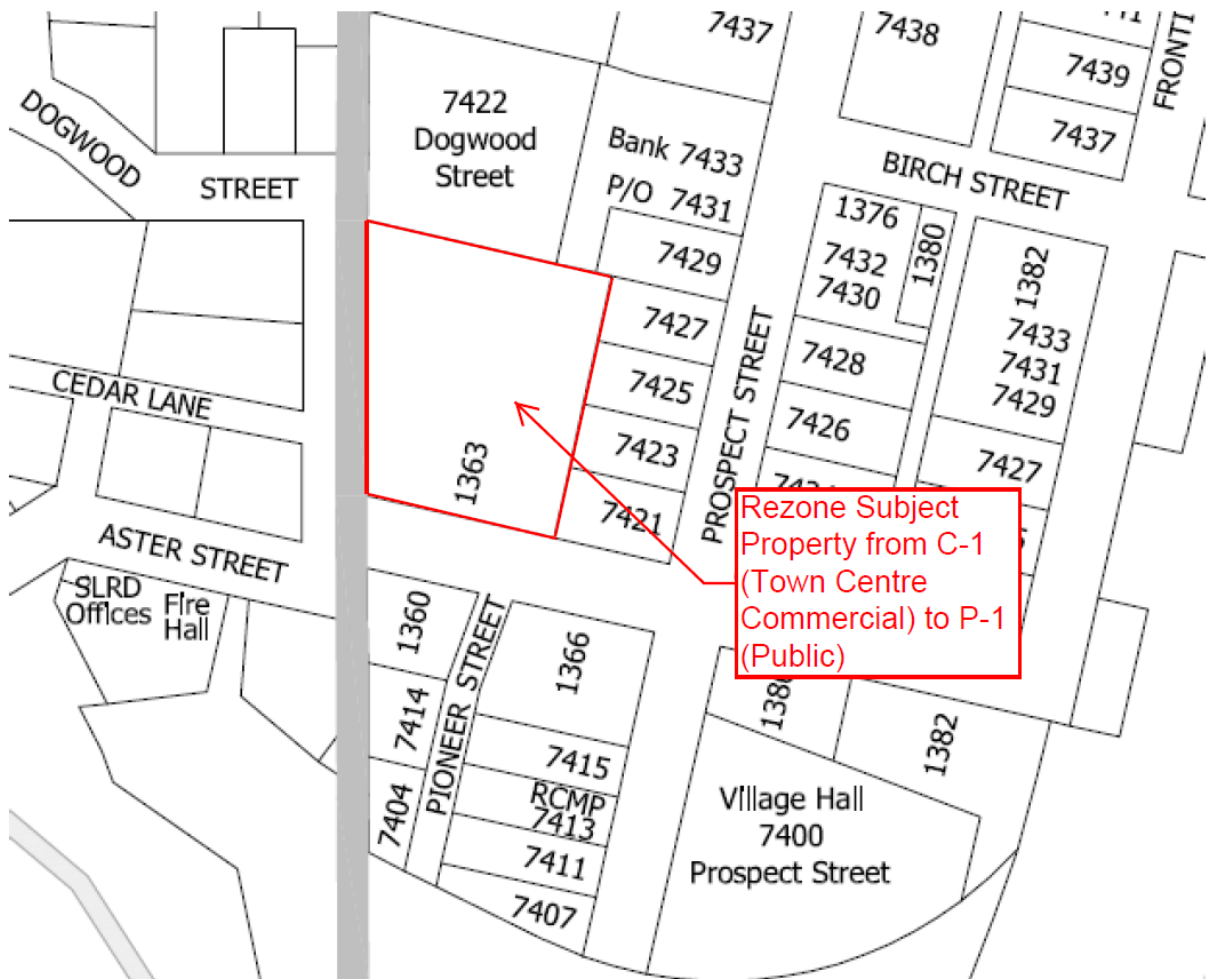 7437
7438
7439
7437
FRONTI
7422
Dogwood
Street
Bank 7433
P/O 7431
DOGWOOD
STREET
BIRCH STREET
7429
7427
7425
7423
7421
1376
7432
7430
1380
7428
7426
1382
7433
7431
7429
7427
PROSPECT STREET
CEDAR LANE
1363
ASTER STREET
Rezone Subject
Property from C-1
(Town Centre
Commercial) to P-1
(Public)
SLRD
Offices
Fire
Hall
1360
7414
7404
PIONEER STREET
1366
7415
RCMP
7413
7411
7407
1382
Village Hall
7400
Prospect Street